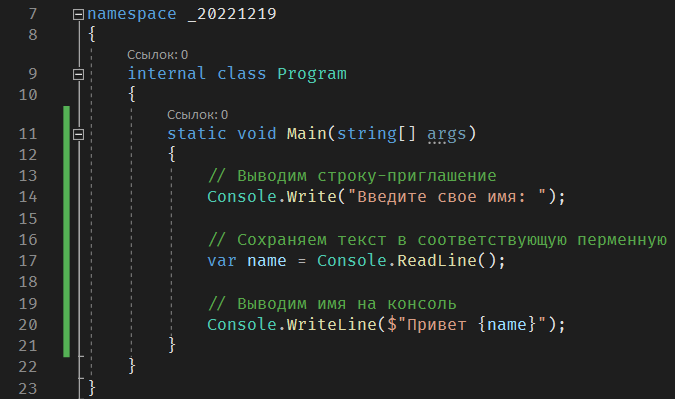 7 namespace _20221219
8 {
Ссылок: 0
9 internal class Program
10 {
Ссылок: 0
11 static void Main(string[] args)
12 {
13 // Выводим строку-приглашение
14 Console.Write("Введите свое имя: ");
15
16 // Сохраняем текст в соответствующую перменную
17 var name = Console.ReadLine();
18
19 // Выводим имя на консоль
20 Console.WriteLine($"Привет {name}");
21 }
22 }
23 }